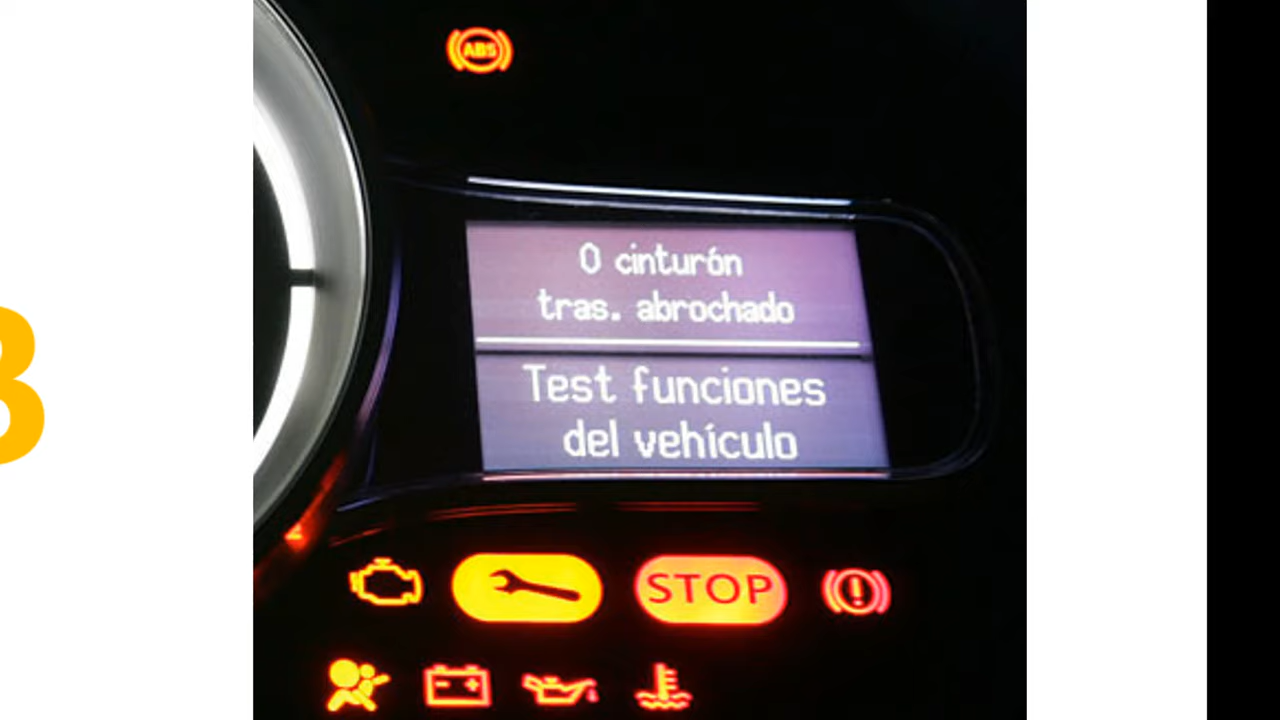 ABS
0 cinturón
tras. abrochado
Test funciones
del vehículo
STOP